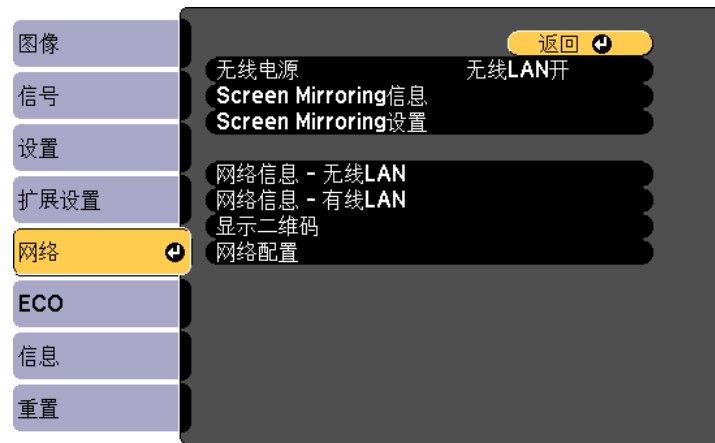 图像
信号
设置
扩展设置
网络
ECO
信息
重置
返回
无线电源 无线LAN开
Screen Mirroring信息
Screen Mirroring设置
网络信息 - 无线LAN
网络信息 - 有线LAN
显示二维码
网络配置